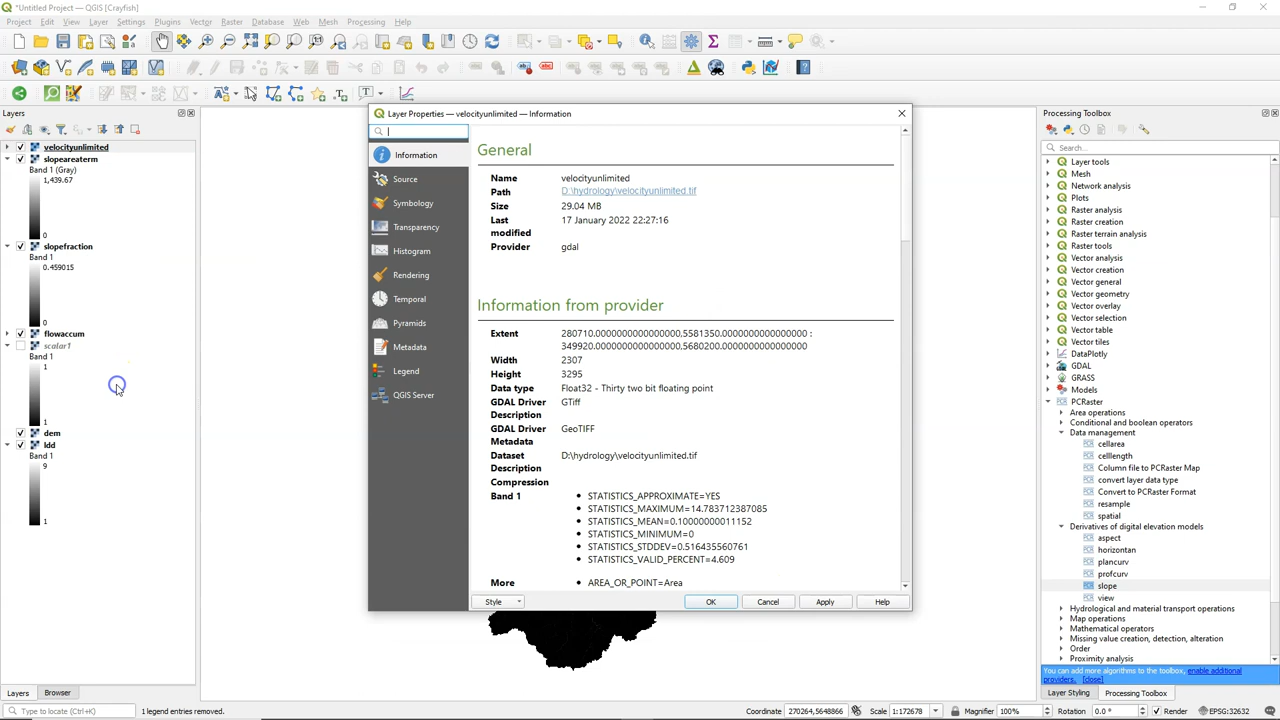 *Untitled Project — QGIS [Crayfish]
Project Edit View Layer Settings Plugins Vector Raster Database Web Mesh Processing Help
Layers
velocityunlimited
slopeareaterm
Band 1 (Gray)
1,439.67
0
slopefraction
Band 1
0.459015
0
flowaccum
scalar1
Band 1
1
1
dem
ldd
Band 1
9
1
Layers Browser
Layer Properties — velocityunlimited — Information
Information
Source
Symbology
Transparency
Histogram
Rendering
Temporal
Pyramids
Metadata
Legend
QGIS Server
General
Name velocityunlimited
Path D:\hydrology\velocityunlimited.tif
Size 29.04 MB
Last modified 17 January 2022 22:27:16
Provider gdal
Information from provider
Extent 280710.0000000000000000,5581350.0000000000000000 :
349920.0000000000000000,5680200.0000000000000000
Width 2307
Height 3295
Data type Float32 - Thirty two bit floating point
GDAL Driver Description GTiff
GDAL Driver Metadata GeoTIFF
Dataset Description D:\hydrology\velocityunlimited.tif
Compression
Band 1
• STATISTICS_APPROXIMATE=YES
• STATISTICS_MAXIMUM=14.783712387085
• STATISTICS_MEAN=0.10000000011152
• STATISTICS_MINIMUM=0
• STATISTICS_STDDEV=0.516435560761
• STATISTICS_VALID_PERCENT=4.609
More • AREA_OR_POINT=Area
Style OK Cancel Apply Help
Processing Toolbox
Search...
Layer tools
Mesh
Network analysis
Plots
Raster analysis
Raster creation
Raster terrain analysis
Raster tools
Vector analysis
Vector creation
Vector general
Vector geometry
Vector overlay
Vector selection
Vector table
Vector tiles
DataPlotly
GDAL
GRASS
Models
PCRaster
Area operations
Conditional and boolean operators
Data management
cellarea
celllength
Column file to PCRaster Map
convert layer data type
Convert to PCRaster Format
resample
spatial
Derivatives of digital elevation models
aspect
horizontan
plancurv
profcurv
slope
view
Hydrological and material transport operations
Map operations
Mathematical operators
Missing value creation, detection, alteration
Order
Proximity analysis
You can add more algorithms to the toolbox, enable additional
providers. [close]
Layer Styling Processing Toolbox
Type to locate (Ctrl+K) 1 legend entries removed. Coordinate 270264,5648866 Scale 1:172678 Magnifier 100% Rotation 0.0 ° Render EPSG:32632